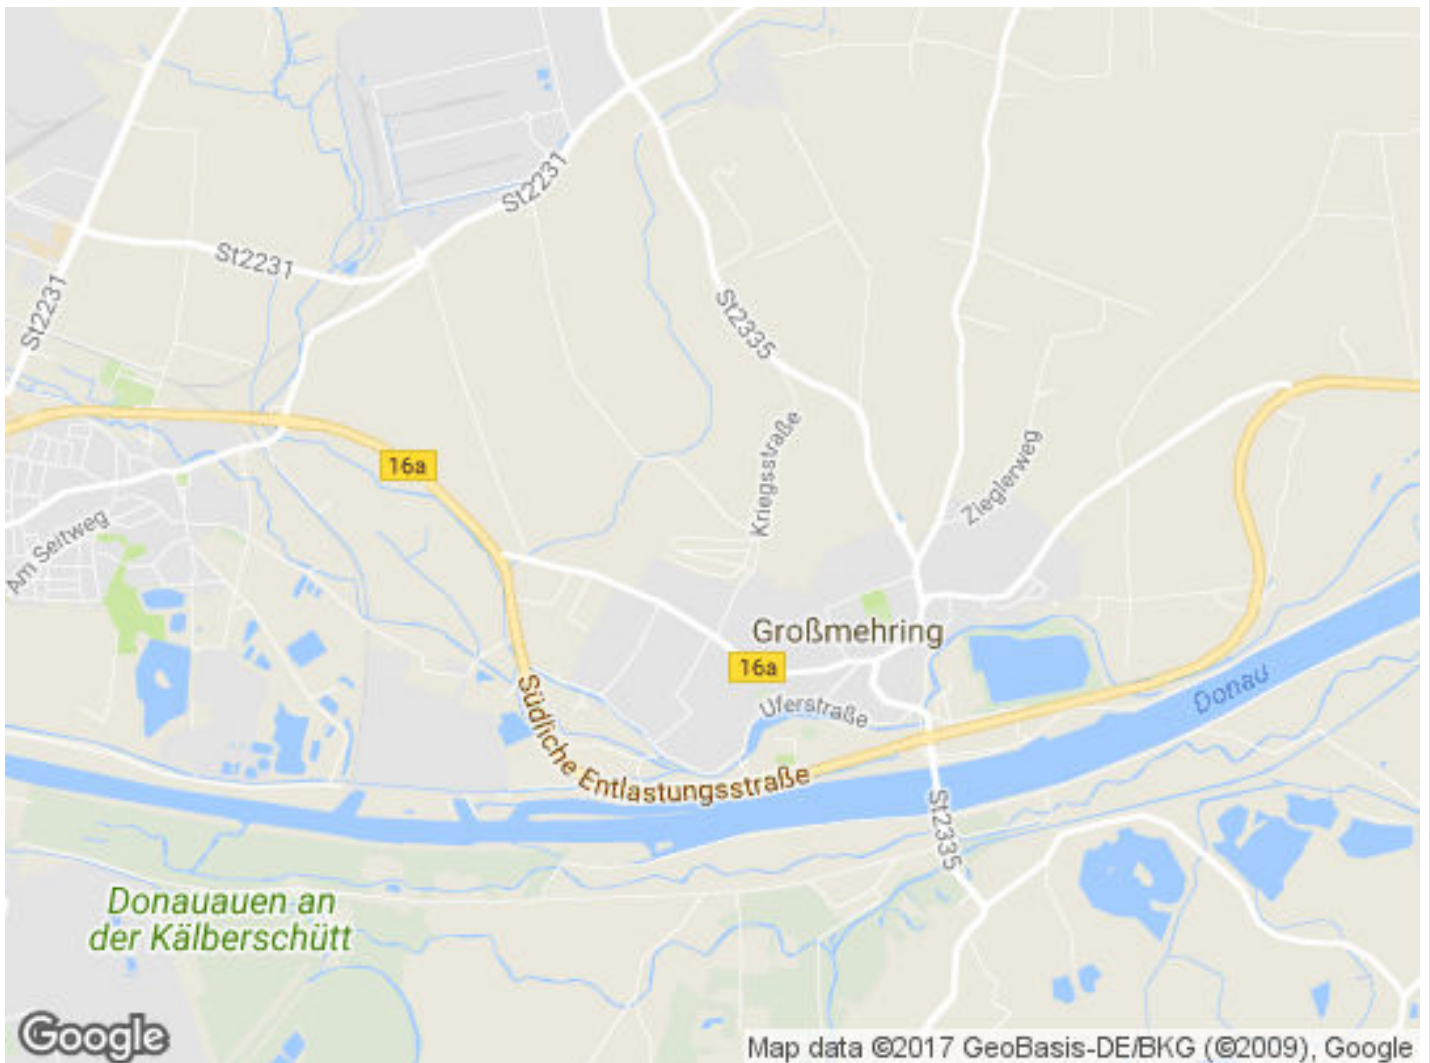 St2231
St2231
St2231
St2335
Kriegsstraße
16a
Zieglerweg
Am Seitweg
Großmehring
16a
Uferstraße
Donau
Südliche Entlastungsstraße
St2335
Donauauen an
der Kälberschütt
Google
Map data ©2017 GeoBasis-DE/BKG (©2009), Google